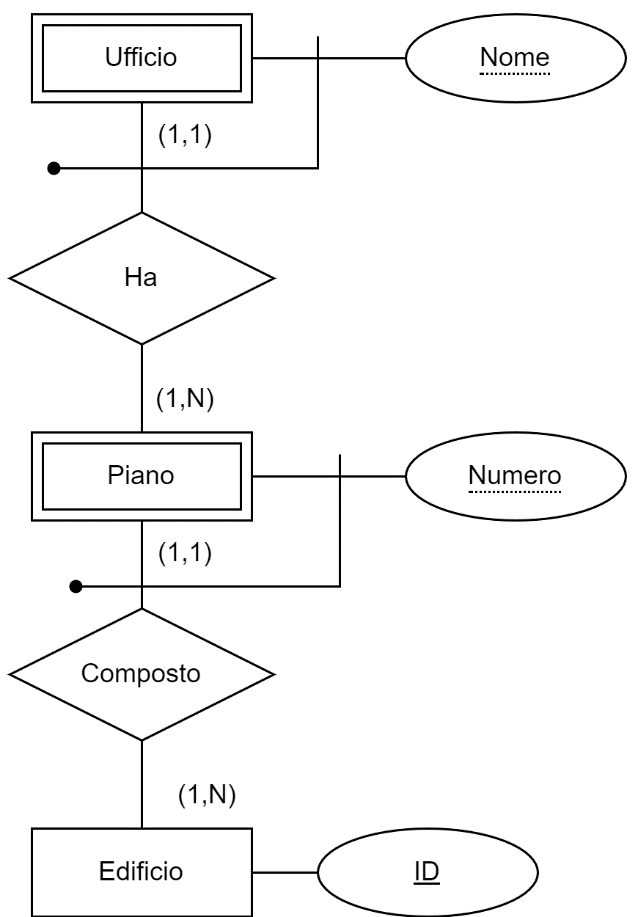 Ufficio
Nome
(1,1)
Ha
(1,N)
Piano
Numero
(1,1)
Composto
(1,N)
Edificio
ID